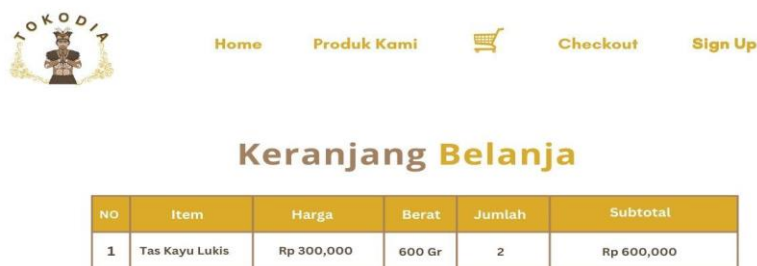 TOKODIA
Home Produk Kami Checkout Sign Up
Keranjang Belanja
NO Item Harga Berat Jumlah Subtotal
1 Tas Kayu Lukis Rp 300,000 600 Gr 2 Rp 600,000